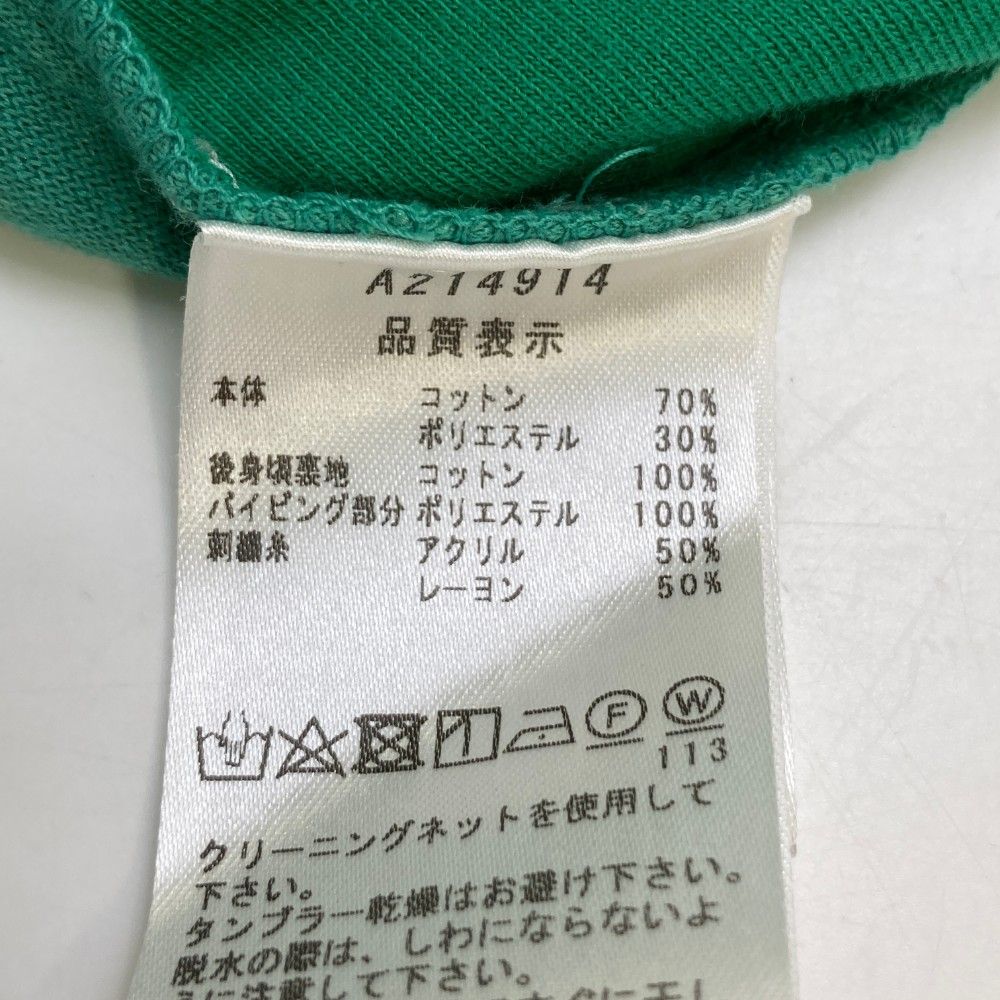 A214914
品質表示
本体 コットン 70%
ポリエステル 30%
後身頃裏地 コットン 100%
パイピング部分 ポリエステル 100%
刺繍糸 アクリル 50%
レーヨン 50%
F W
113
クリーニングネットを使用して
下さい。
タンブラー乾燥はお避け下さい。
脱水の際は、しわにならないよ
うに注意して下さい。